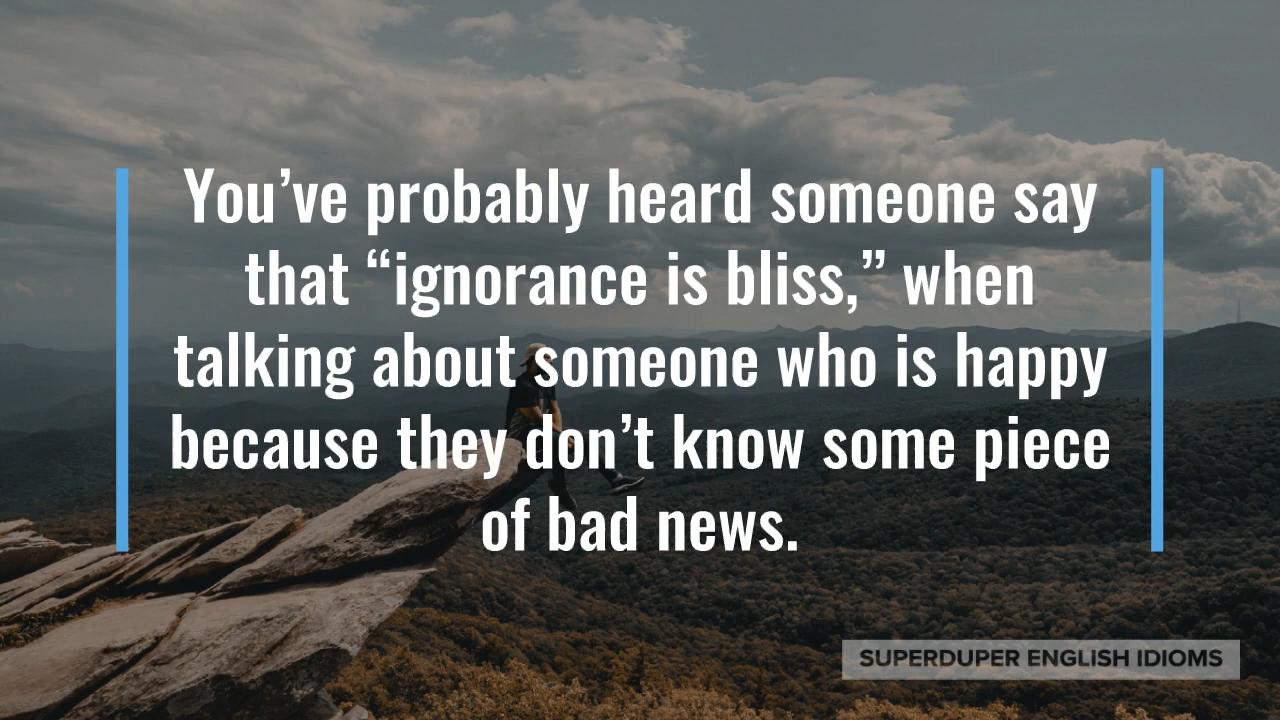 You’ve probably heard someone say
that “ignorance is bliss,” when
talking about someone who is happy
because they don’t know some piece
of bad news.
SUPERDUPER ENGLISH IDIOMS